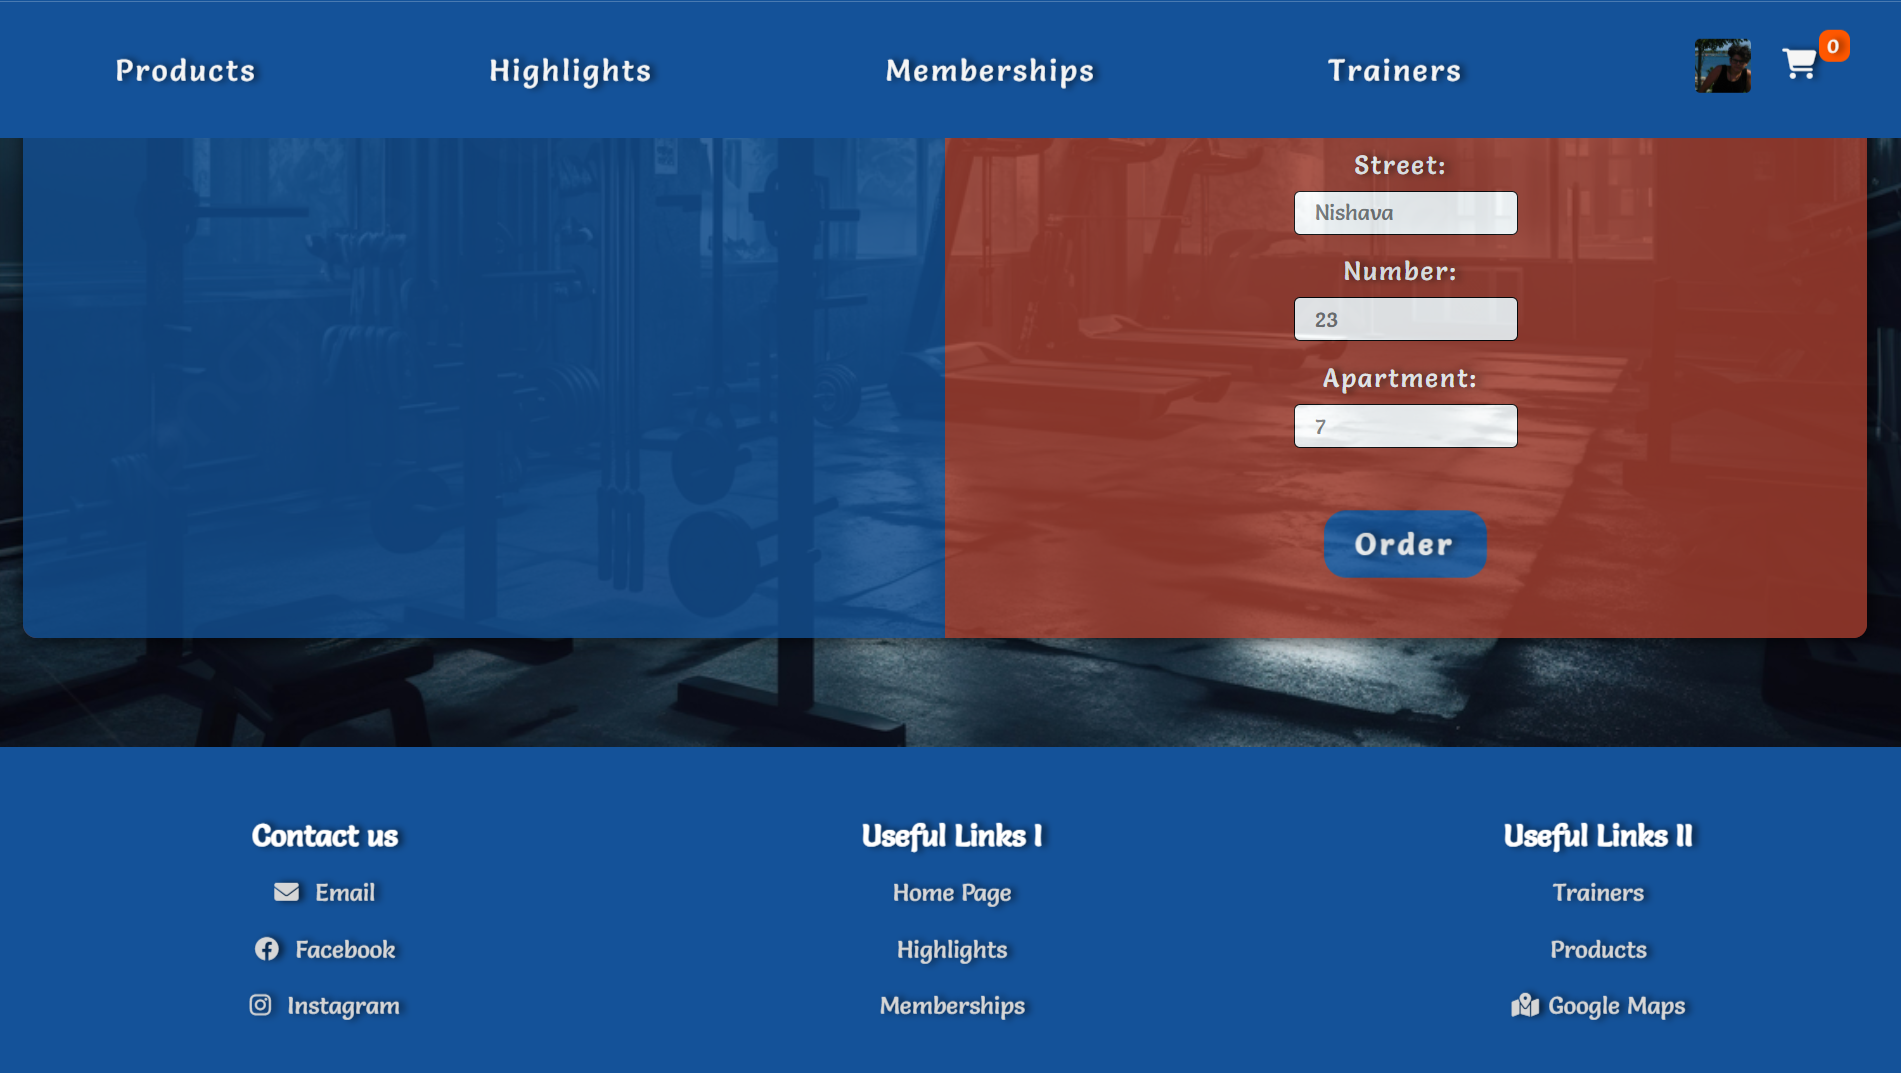 Products
Highlights
Memberships
Trainers
0
Street:
Nishava
Number:
23
Apartment:
7
Order
Contact us
Email
Facebook
Instagram
Useful Links I
Home Page
Highlights
Memberships
Useful Links II
Trainers
Products
Google Maps